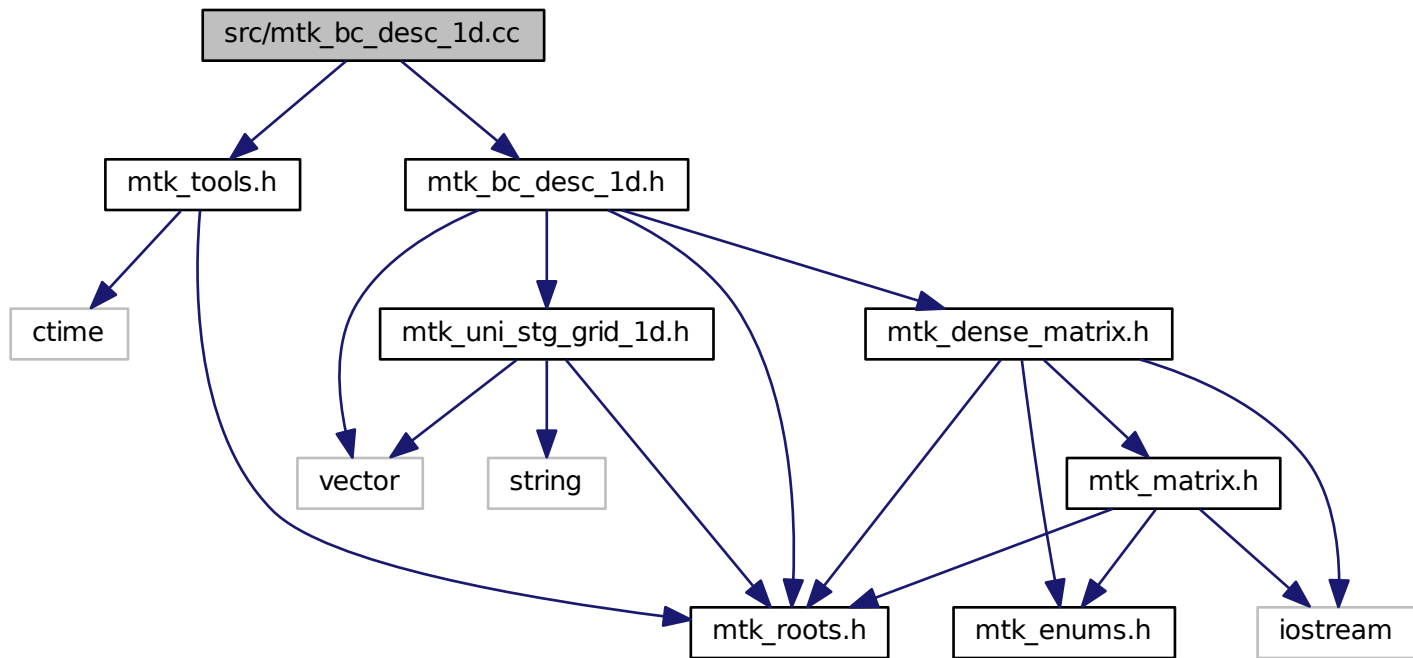 src/mtk_bc_desc_1d.cc
mtk_tools.h
mtk_bc_desc_1d.h
ctime
mtk_uni_stg_grid_1d.h
mtk_dense_matrix.h
vector
string
mtk_matrix.h
mtk_roots.h
mtk_enums.h
iostream